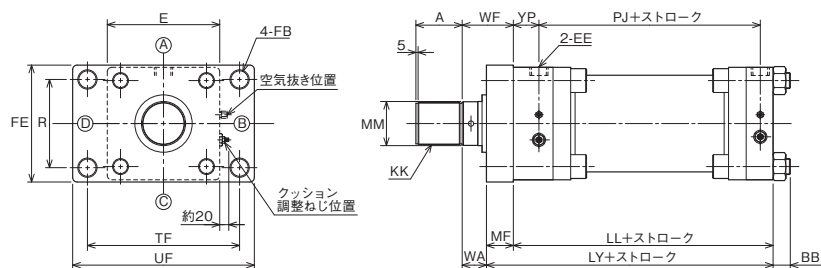 E
4-FB
A
WF
YP
PJ+ストローク
5
2-EE
Ⓐ
空気抜き位置
FE
R
Ⓓ
Ⓑ
MM
KK
Ⓒ
クッション
調整ねじ位置
約20
TF
UF
MF
LL+ストローク
WA
LY+ストローク
BB